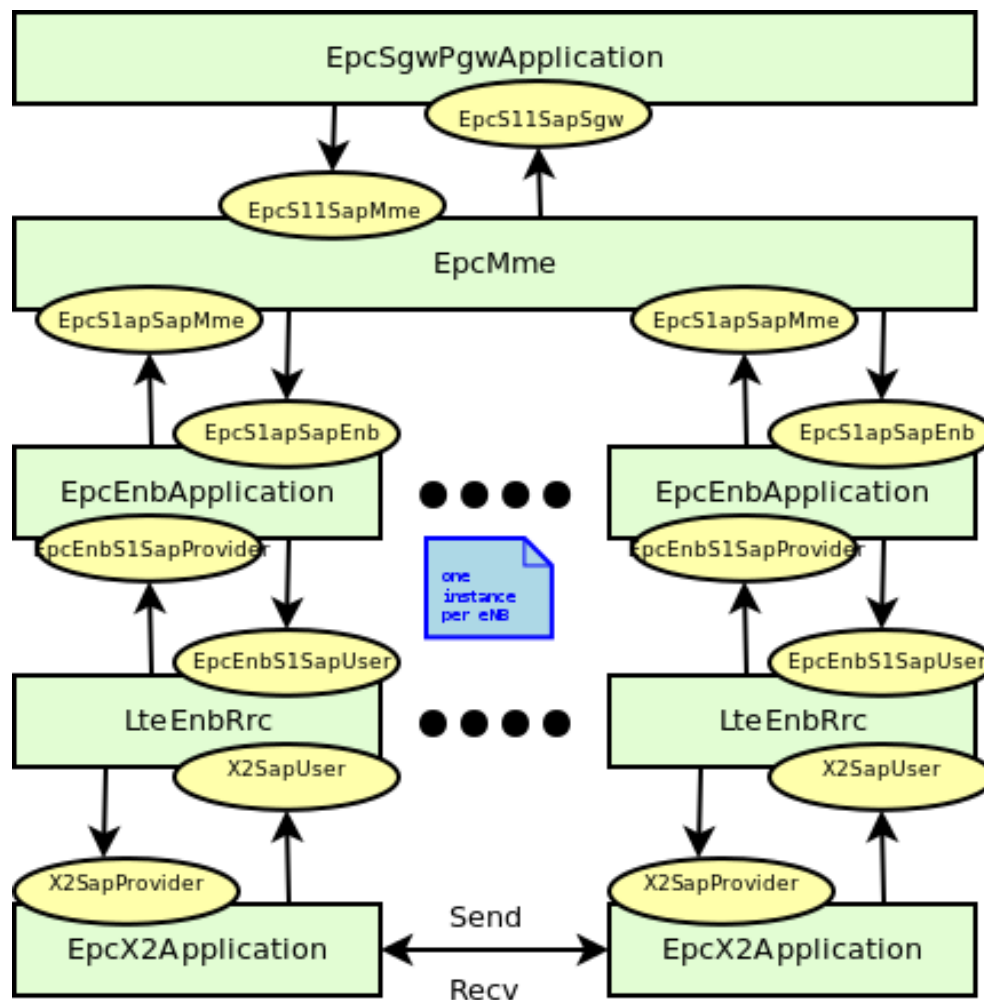 EpcSgwPgwApplication
EpcS11SapSgw
EpcS11SapMme
EpcMme
EpcS1apSapMme
EpcS1apSapMme
EpcS1apSapEnb
EpcS1apSapEnb
EpcEnbApplication
EpcEnbApplication
EpcEnbS1SapProvider
EpcEnbS1SapProvider
one
instance
per eNB
EpcEnbS1SapUser
EpcEnbS1SapUser
LteEnbRrc
LteEnbRrc
X2SapUser
X2SapUser
X2SapProvider
X2SapProvider
Send
EpcX2Application
EpcX2Application
Recv